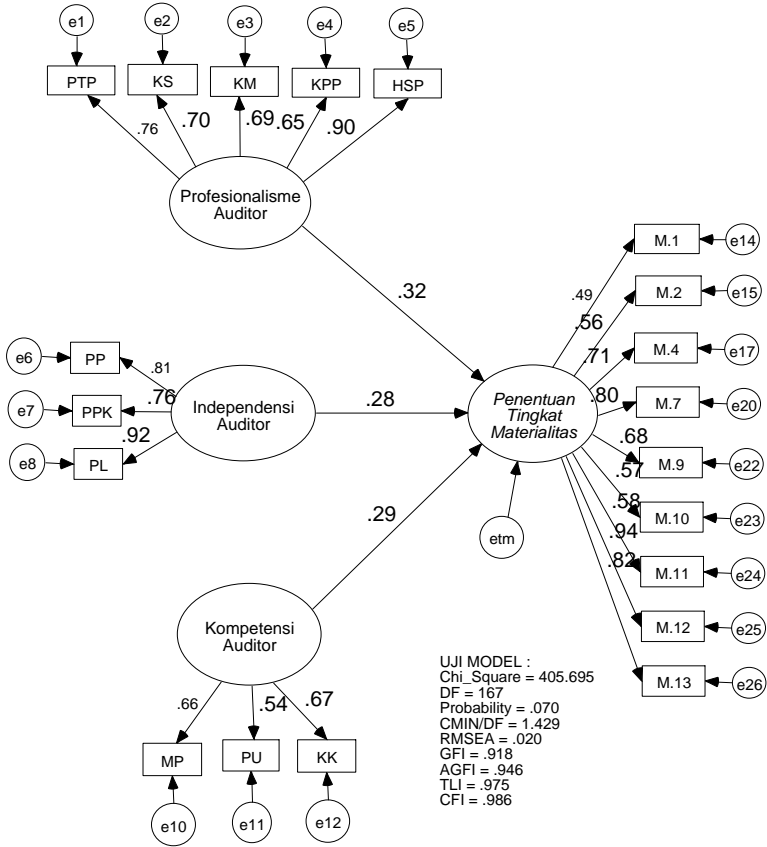 e1
e2
e3
e4
e5
PTP
KS
KM
KPP
HSP
.76
.70
.69
.65
.90
Profesionalisme
Auditor
.32
M.1
e14
M.2
e15
M.4
e17
M.7
e20
M.9
e22
M.10
e23
M.11
e24
M.12
e25
M.13
e26
.49
.56
.71
.80
.68
.57
.58
.94
.82
e6
PP
.81
e7
PPK
.76
e8
PL
.92
Independensi
Auditor
.28
Penentuan
Tingkat
Materialitas
etm
.29
Kompetensi
Auditor
.66
.54
.67
MP
PU
KK
e10
e11
e12
UJI MODEL :
Chi_Square = 405.695
DF = 167
Probability = .070
CMIN/DF = 1.429
RMSEA = .020
GFI = .918
AGFI = .946
TLI = .975
CFI = .986